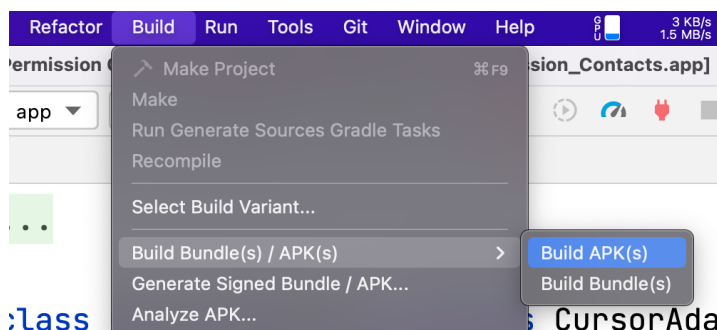 Refactor Build Run Tools Git Window Help GPU 3 KB/s
1.5 MB/s
Permission Make Project ⌘F9 sion_Contacts.app]
app Make
Run Generate Sources Gradle Tasks
Recompile
Select Build Variant...
...
Build Bundle(s) / APK(s) Build APK(s)
Generate Signed Bundle / APK... Build Bundle(s)
Analyze APK...
class CursorAda